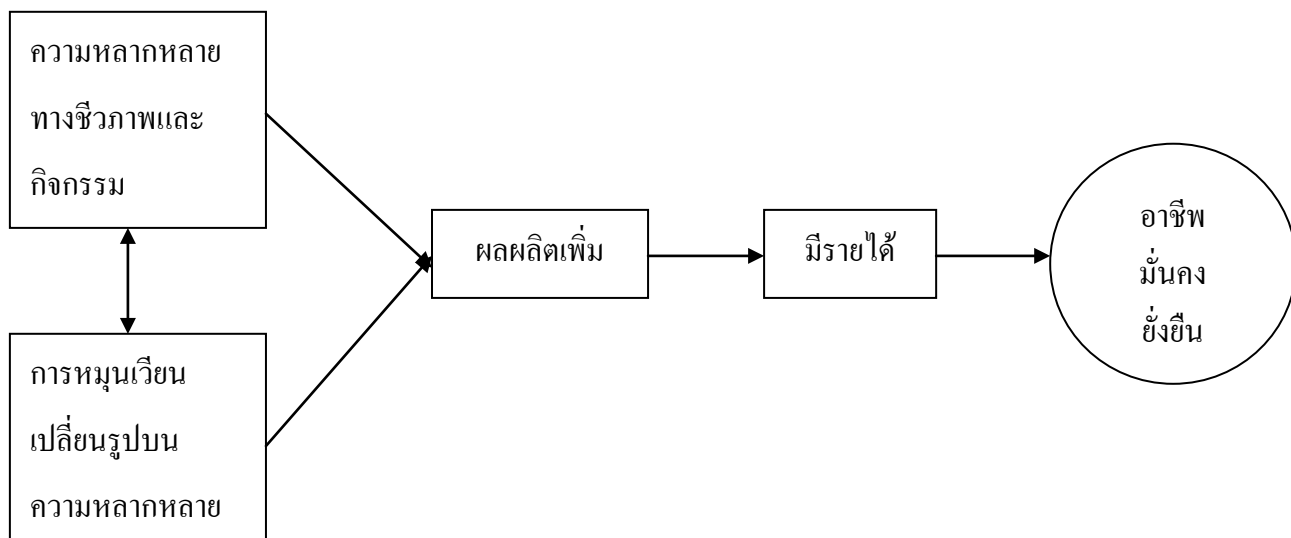 ความหลากหลาย
ทางชีวภาพและ
กิจกรรม
ผลผลิตเพิ่ม
มีรายได้
อาชีพ
มั่นคง
ยั่งยืน
การหมุนเวียน
เปลี่ยนรูปบน
ความหลากหลาย